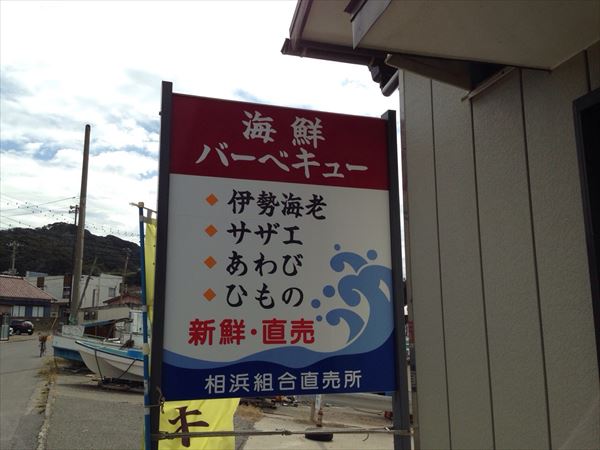 海鮮
バーベキュー
伊勢海老
サザエ
あわび
ひもの
新鮮・直売
相浜組合直売所